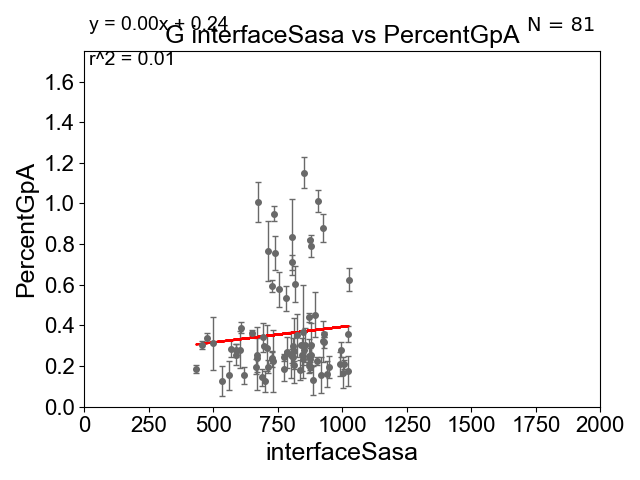 y = 0.00x + 0.24
N = 81
G interfaceSasa vs PercentGpA
r^2 = 0.01
PercentGpA
1.6
1.4
1.2
1.0
0.8
0.6
0.4
0.2
0.0
0 250 500 750 1000 1250 1500 1750 2000
interfaceSasa